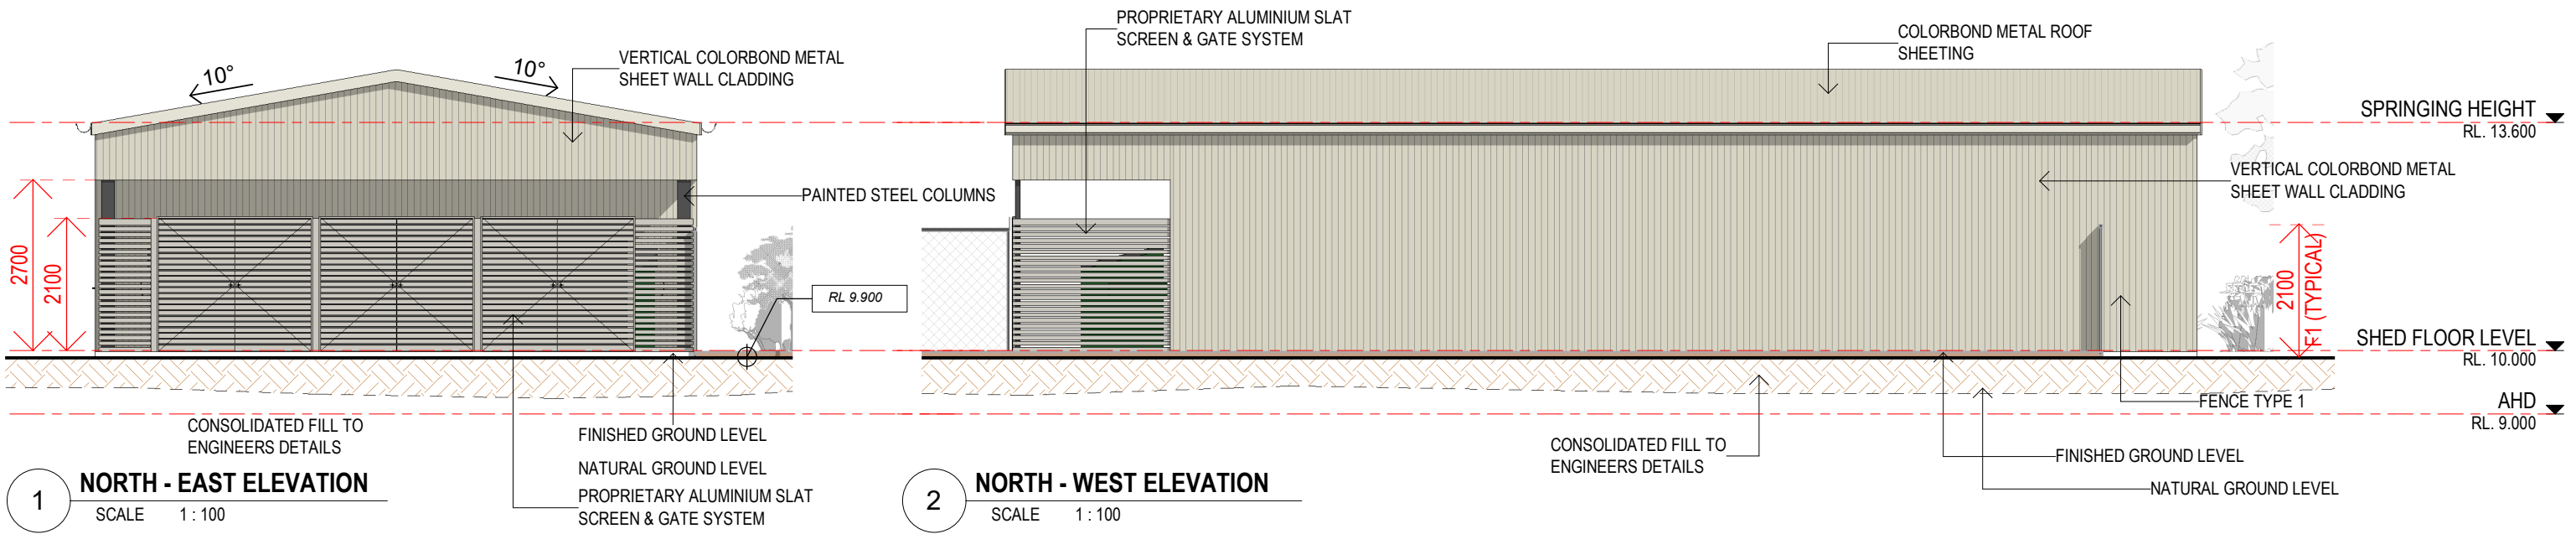 10°
10°
VERTICAL COLORBOND METAL
SHEET WALL CLADDING
PAINTED STEEL COLUMNS
2700
2100
RL 9.900
CONSOLIDATED FILL TO
ENGINEERS DETAILS
FINISHED GROUND LEVEL
NATURAL GROUND LEVEL
PROPRIETARY ALUMINIUM SLAT
SCREEN & GATE SYSTEM
1
NORTH - EAST ELEVATION
SCALE 1 : 100
PROPRIETARY ALUMINIUM SLAT
SCREEN & GATE SYSTEM
COLORBOND METAL ROOF
SHEETING
SPRINGING HEIGHT
RL. 13.600
VERTICAL COLORBOND METAL
SHEET WALL CLADDING
2100
F1 (TYPICAL)
SHED FLOOR LEVEL
RL. 10.000
FENCE TYPE 1
AHD
RL. 9.000
CONSOLIDATED FILL TO
ENGINEERS DETAILS
FINISHED GROUND LEVEL
NATURAL GROUND LEVEL
2
NORTH - WEST ELEVATION
SCALE 1 : 100